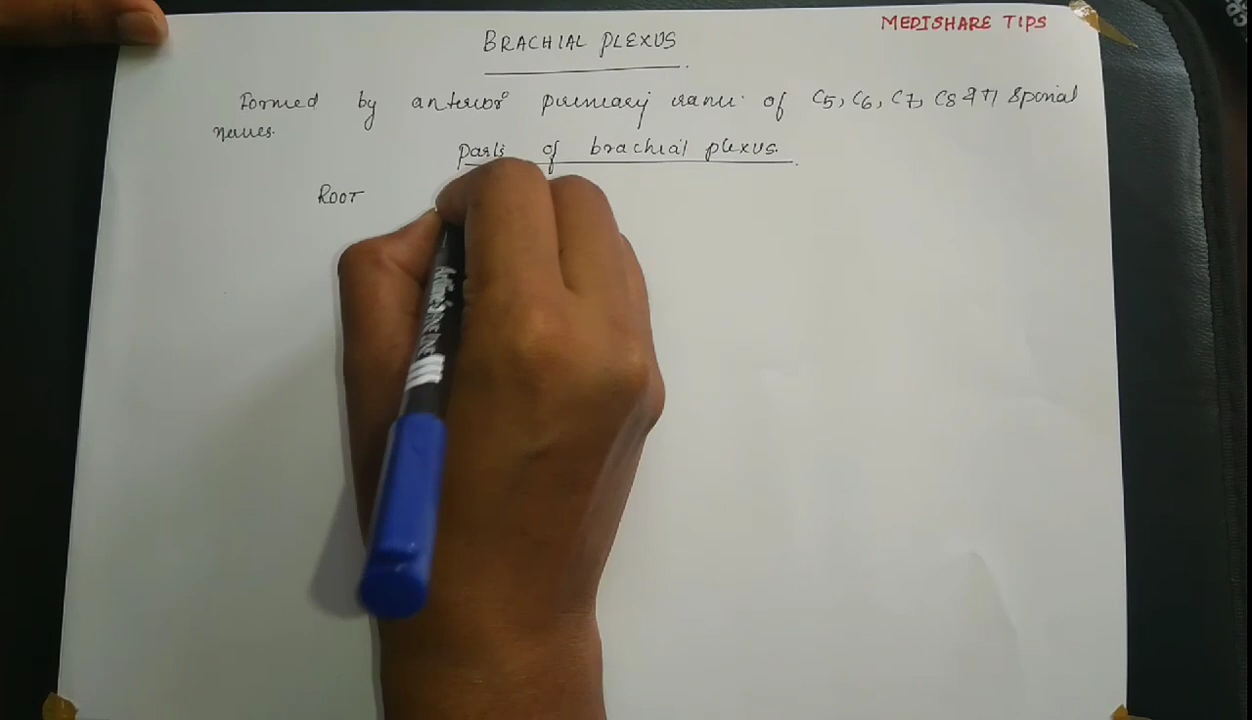 MEDISHARE TIPS
BRACHIAL PLEXUS
Formed by anterior primary rami of C5, C6, C7, C8 & T1 Spinal
nerves.
Parts of brachial plexus.
ROOT
Artline